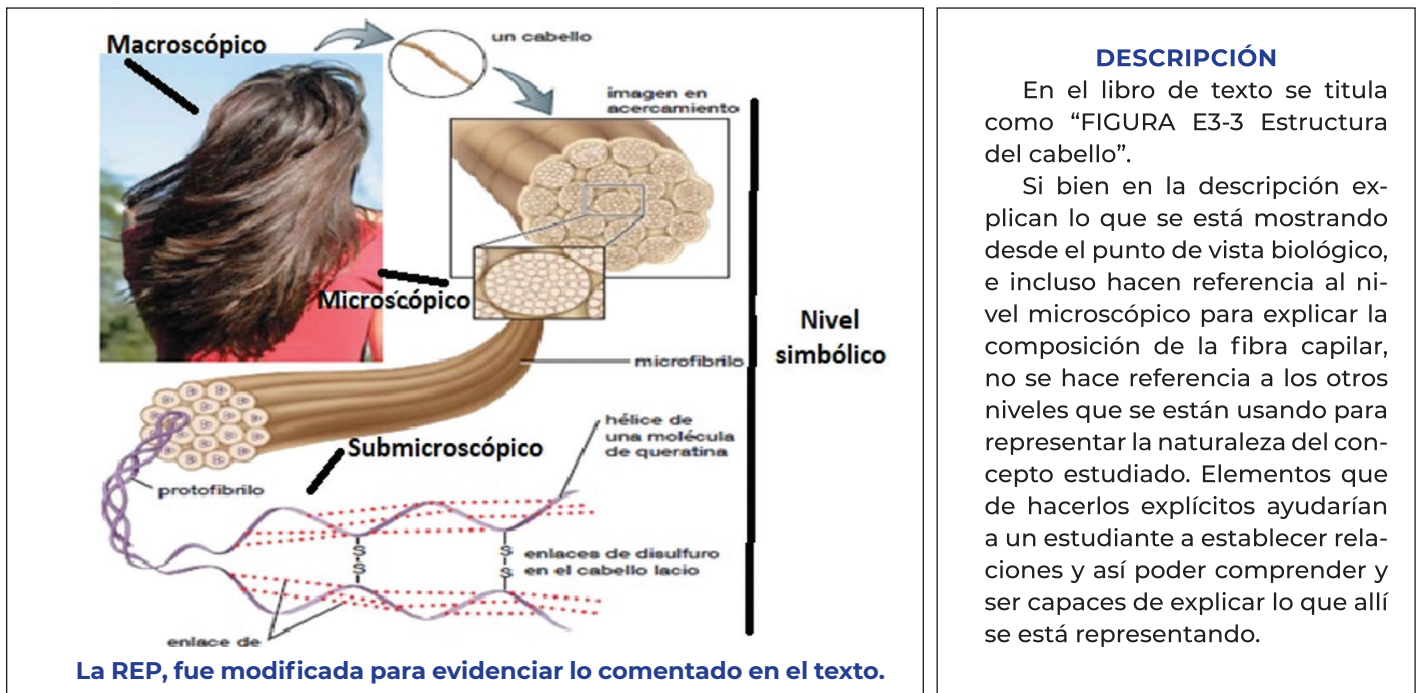 Macroscópico
un cabello
imagen en
acercamiento
Microscópico
Nivel
simbólico
microfibrilo
hélice de
una molécula
de queratina
Submicroscópico
protofibrilo
S
S
S
S
enlaces de disulfuro
en el cabello lacio
enlace de
La REP, fue modificada para evidenciar lo comentado en el texto.
DESCRIPCIÓN
En el libro de texto se titula
como “FIGURA E3-3 Estructura
del cabello”.
Si bien en la descripción ex-
plican lo que se está mostrando
desde el punto de vista biológico,
e incluso hacen referencia al ni-
vel microscópico para explicar la
composición de la fibra capilar,
no se hace referencia a los otros
niveles que se están usando para
representar la naturaleza del con-
cepto estudiado. Elementos que
de hacerlos explícitos ayudarían
a un estudiante a establecer rela-
ciones y así poder comprender y
ser capaces de explicar lo que allí
se está representando.